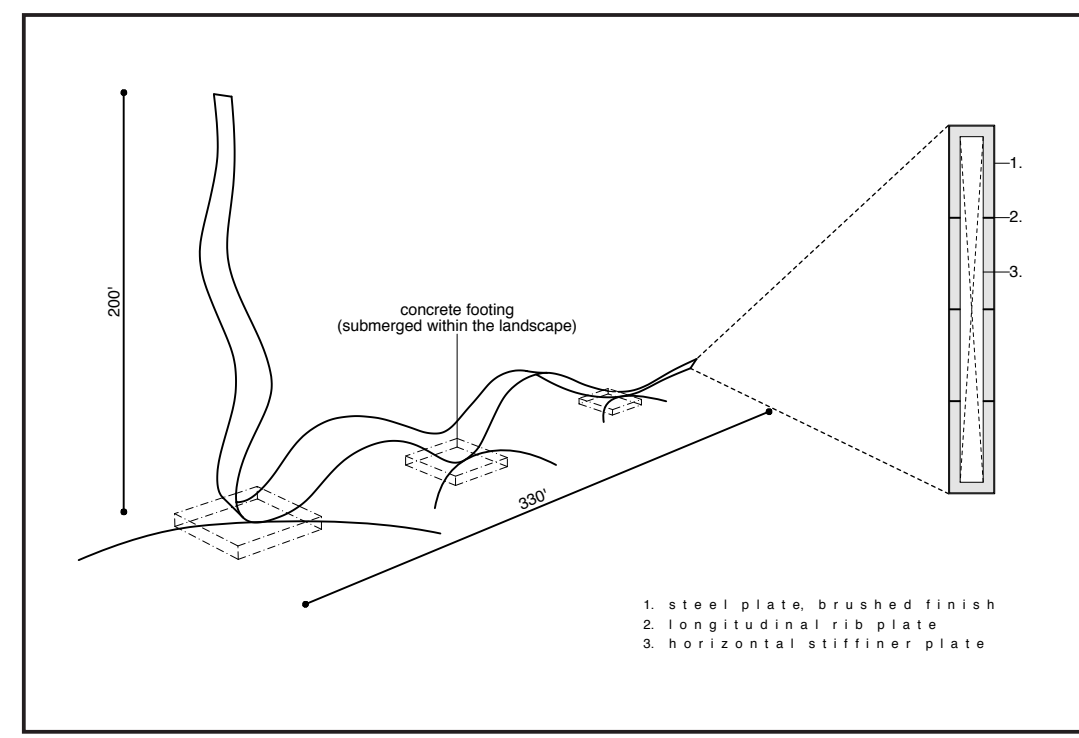 200'
concrete footing
(submerged within the landscape)
330'
1.
2.
3.
1. steel plate, brushed finish
2. longitudinal rib plate
3. horizontal stiffiner plate